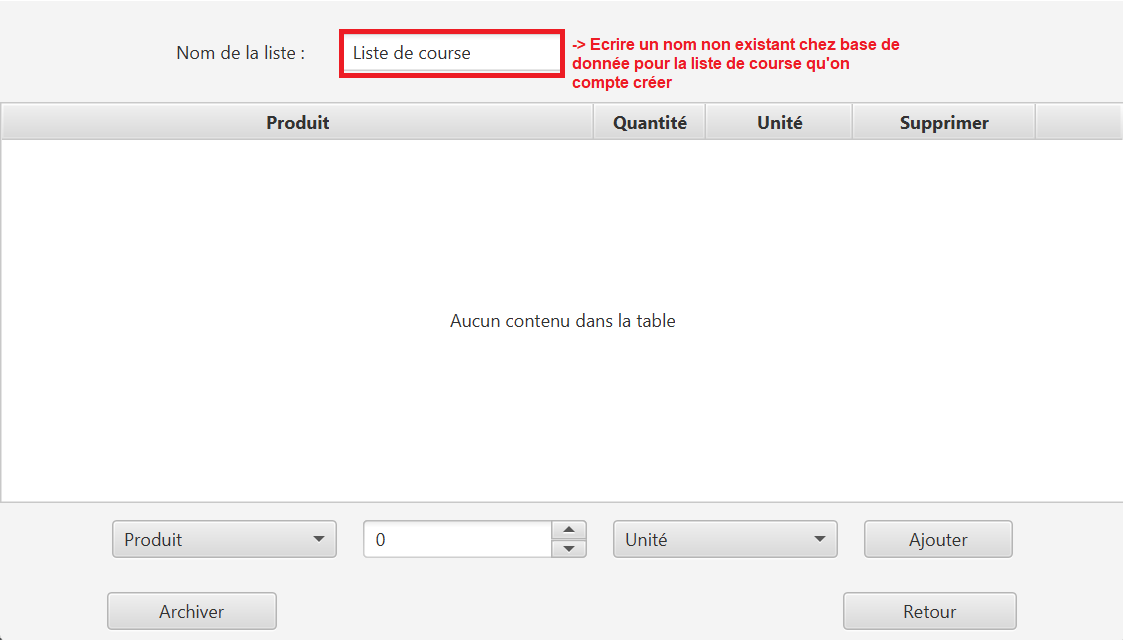 Nom de la liste :
Liste de course
-> Ecrire un nom non existant chez base de
donnée pour la liste de course qu'on
compte créer
Produit Quantité Unité Supprimer
Aucun contenu dans la table
Produit 0 Unité Ajouter
Archiver Retour